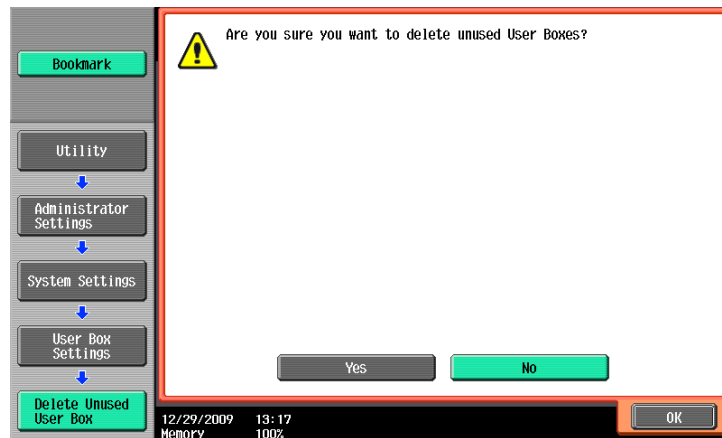 Bookmark
Utility
Administrator
Settings
System Settings
User Box
Settings
Delete Unused
User Box
Are you sure you want to delete unused User Boxes?
Yes
No
12/29/2009 13:17
Memory 100%
OK